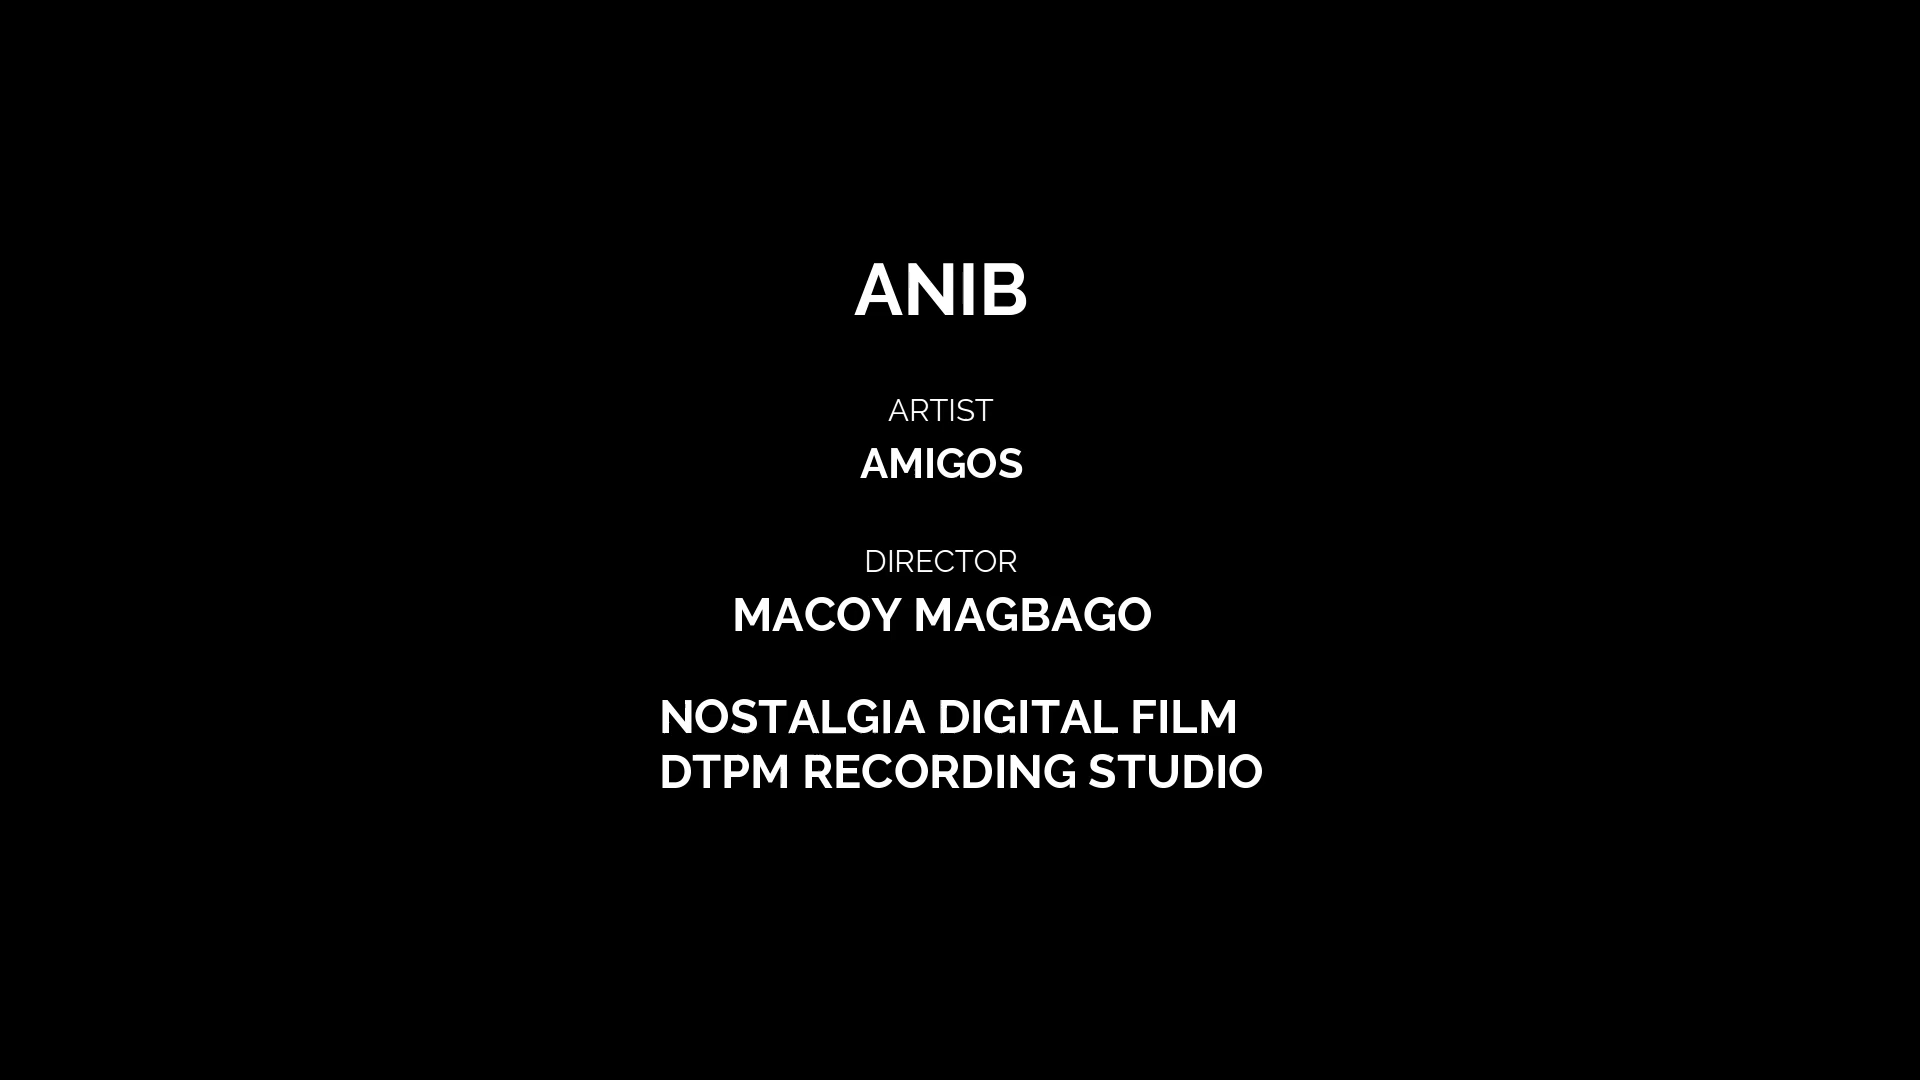 ANIB
ARTIST
AMIGOS
DIRECTOR
MACOY MAGBAGO
NOSTALGIA DIGITAL FILM
DTPM RECORDING STUDIO